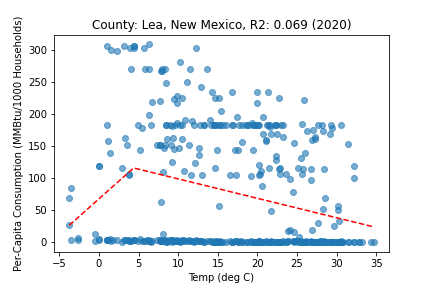 County: Lea, New Mexico, R2: 0.069 (2020)
Per-Capita Consumption (MMBtu/1000 Households)
300
250
200
150
100
50
0
−5 0 5 10 15 20 25 30 35
Temp (deg C)